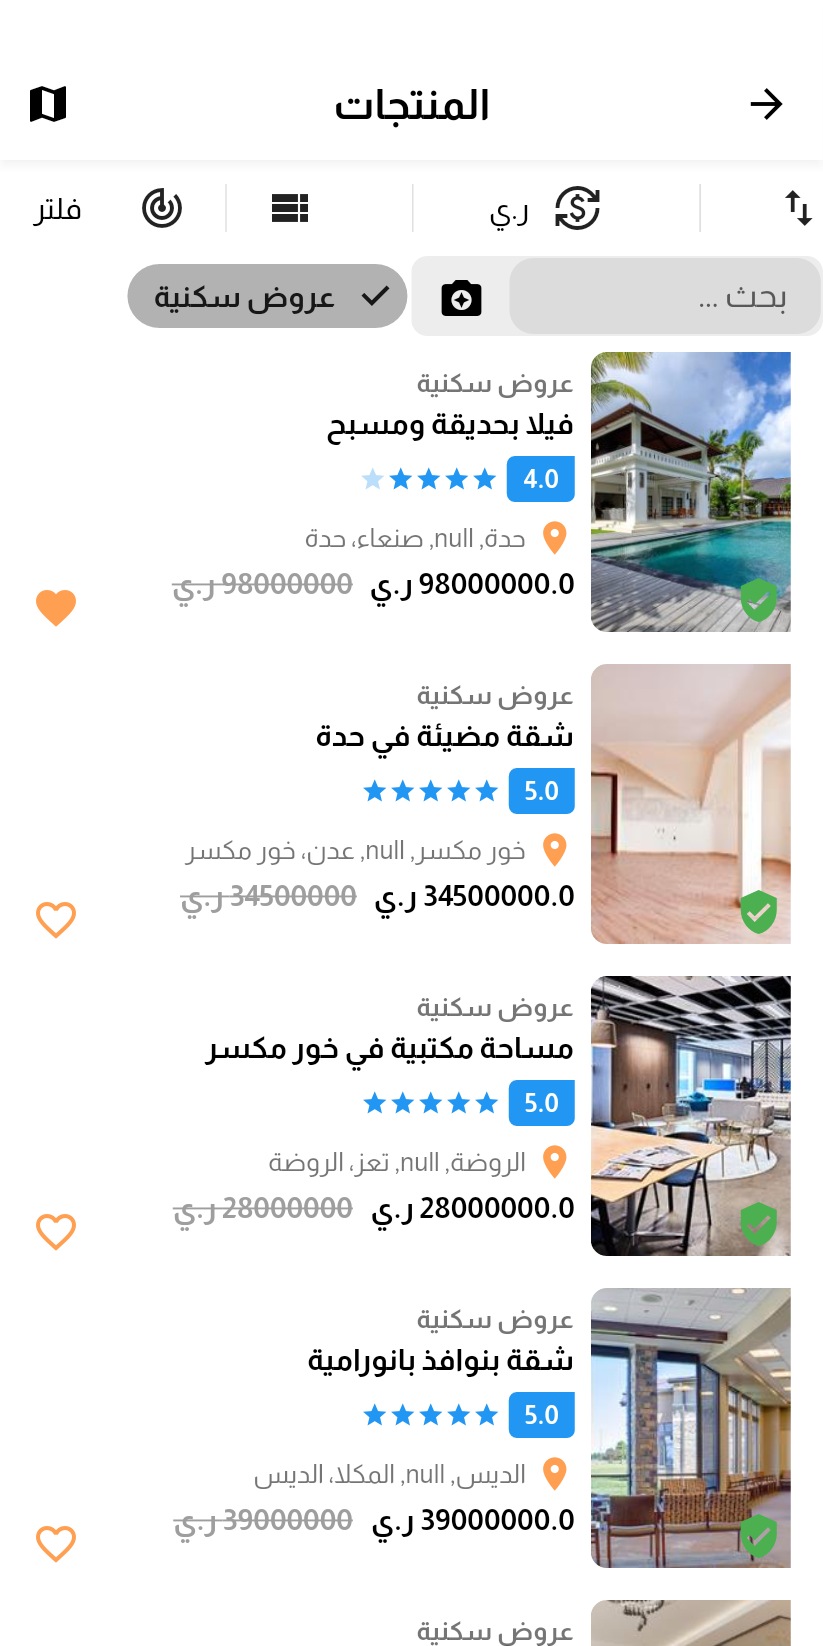 المنتجات
ر.ي
فلتر
بحث ...
عروض سكنية
عروض سكنية
فيلا بحديقة ومسبح
4.0
حدة, null, صنعاء، حدة
98000000.0 ر.ي 98000000 ر.ي
عروض سكنية
شقة مضيئة في حدة
5.0
خور مكسر, null, عدن، خور مكسر
34500000.0 ر.ي 34500000 ر.ي
عروض سكنية
مساحة مكتبية في خور مكسر
5.0
الروضة, null, تعز، الروضة
28000000.0 ر.ي 28000000 ر.ي
عروض سكنية
شقة بنوافذ بانورامية
5.0
الديس, null, المكلا، الديس
39000000.0 ر.ي 39000000 ر.ي
عروض سكنية